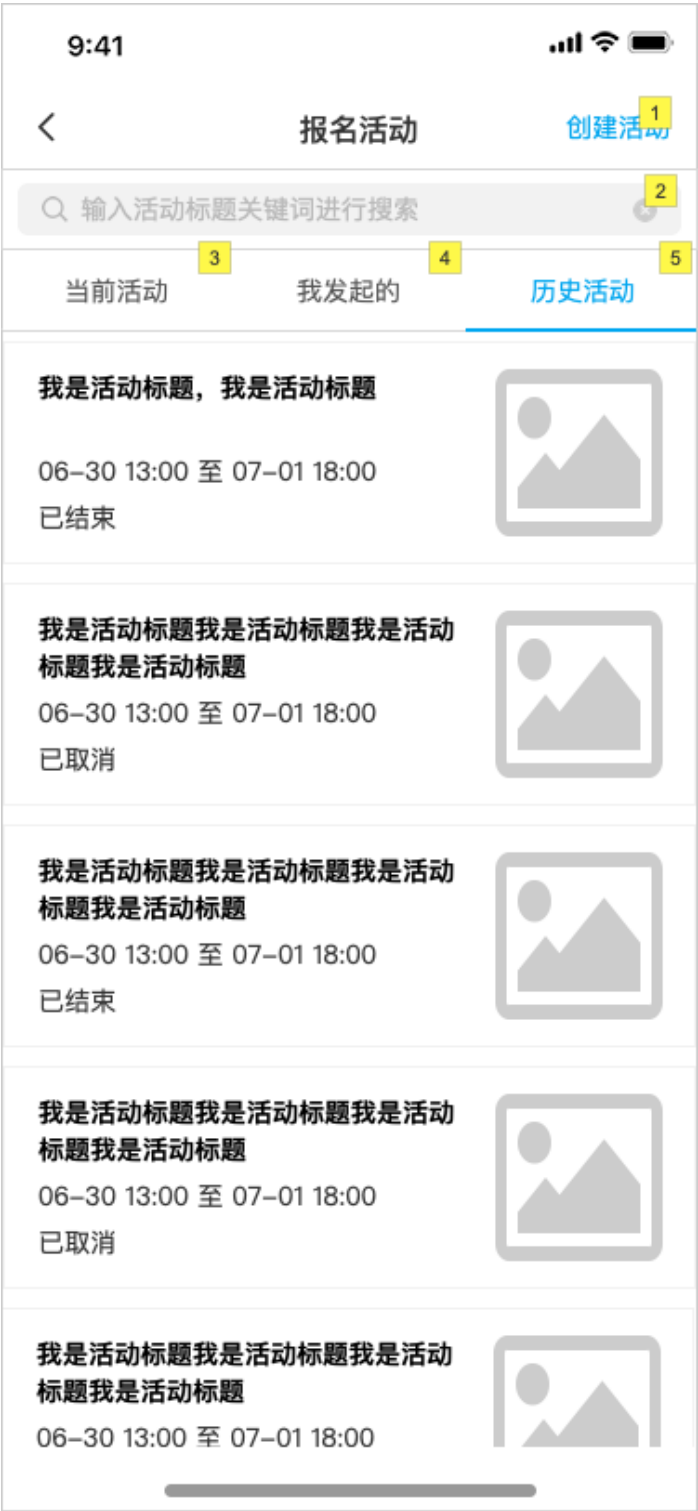 9:41
报名活动
创建活动
1
输入活动标题关键词进行搜索
2
当前活动
3
我发起的
4
历史活动
5
我是活动标题，我是活动标题
06-30 13:00 至 07-01 18:00
已结束
我是活动标题我是活动标题我是活动
标题我是活动标题
06-30 13:00 至 07-01 18:00
已取消
我是活动标题我是活动标题我是活动
标题我是活动标题
06-30 13:00 至 07-01 18:00
已结束
我是活动标题我是活动标题我是活动
标题我是活动标题
06-30 13:00 至 07-01 18:00
已取消
我是活动标题我是活动标题我是活动
标题我是活动标题
06-30 13:00 至 07-01 18:00